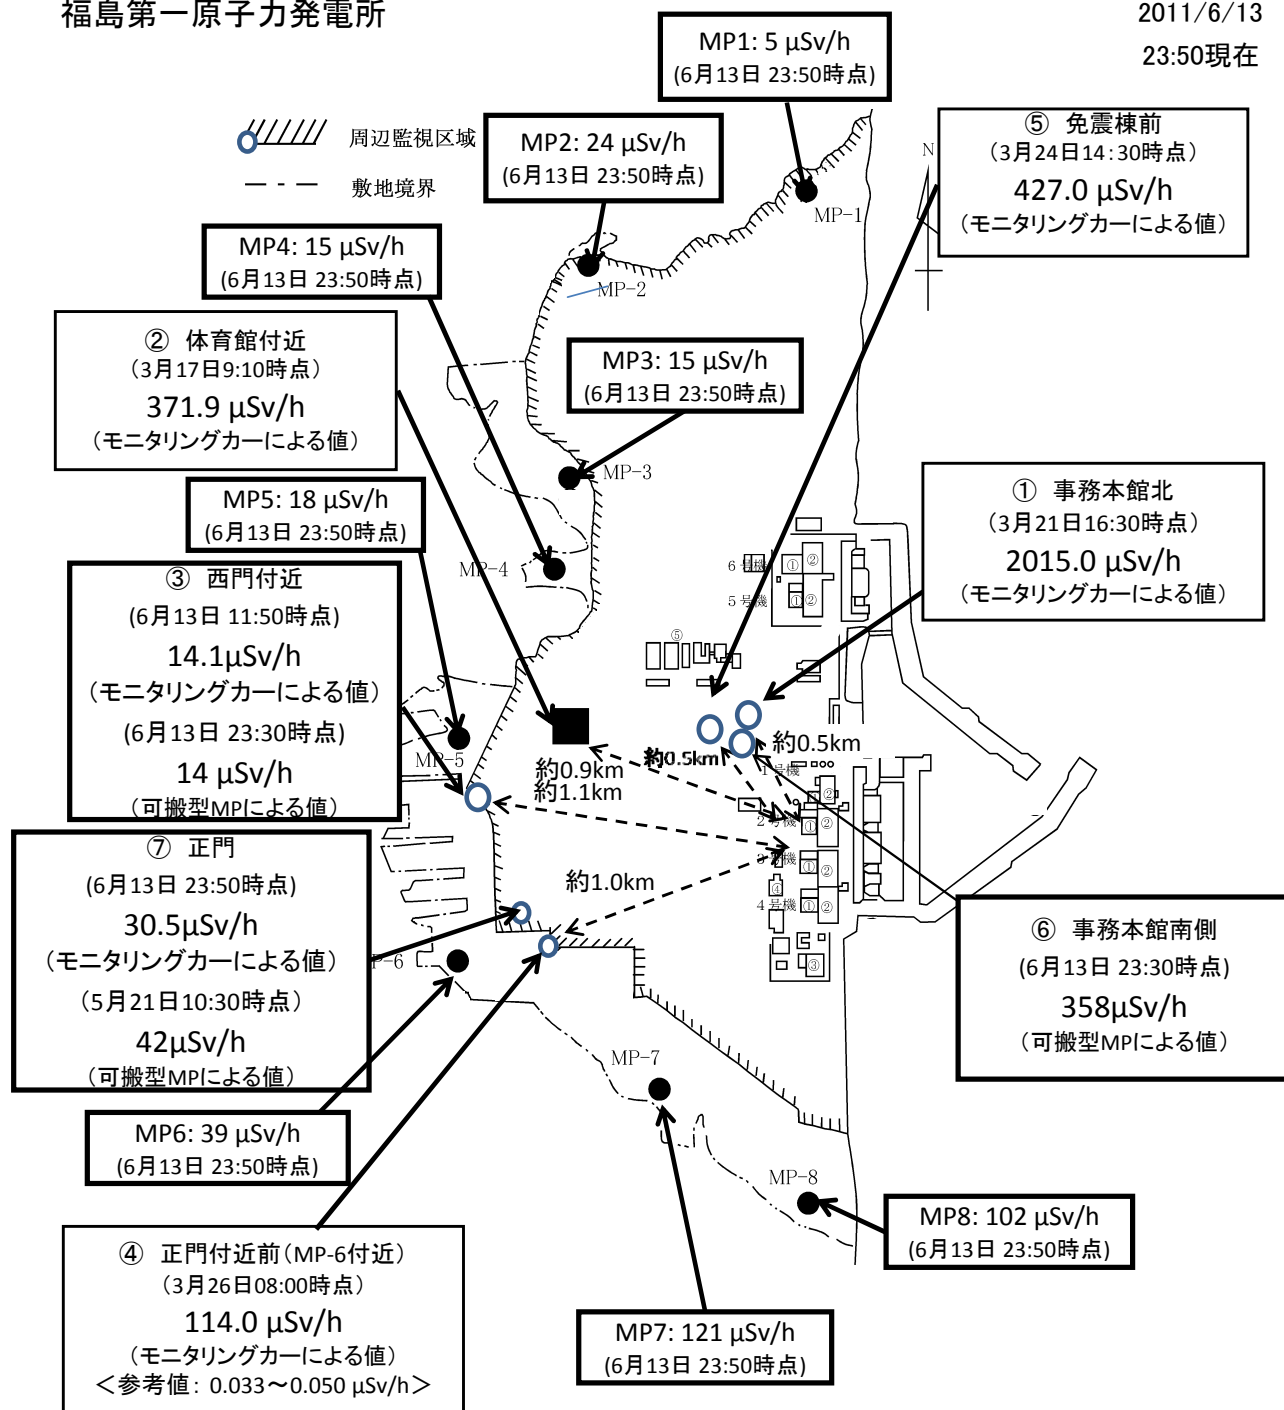 福島第一原子力発電所
2011/6/13
23:50現在
MP1: 5 μSv/h
(6月13日 23:50時点)
周辺監視区域
敷地境界
MP2: 24 μSv/h
(6月13日 23:50時点)
⑤ 免震棟前
(3月24日14:30時点)
427.0 μSv/h
(モニタリングカーによる値)
N
MP-1
MP4: 15 μSv/h
(6月13日 23:50時点)
MP-2
② 体育館付近
(3月17日9:10時点)
371.9 μSv/h
(モニタリングカーによる値)
MP3: 15 μSv/h
(6月13日 23:50時点)
MP-3
MP5: 18 μSv/h
(6月13日 23:50時点)
① 事務本館北
(3月21日16:30時点)
2015.0 μSv/h
(モニタリングカーによる値)
MP-4
6号機
① ②
5号機
① ②
⑤
③ 西門付近
(6月13日 11:50時点)
14.1μSv/h
(モニタリングカーによる値)
(6月13日 23:30時点)
14 μSv/h
(可搬型MPによる値)
MP-5
約0.9km
約1.1km
約0.5km
約0.5km
1号機
②
2号機
① ②
3号機
① ②
④
4号機
① ②
③
⑦ 正門
(6月13日 23:50時点)
30.5μSv/h
(モニタリングカーによる値)
(5月21日10:30時点)
42μSv/h
(可搬型MPによる値)
約1.0km
P-6
⑥ 事務本館南側
(6月13日 23:30時点)
358μSv/h
(可搬型MPによる値)
MP-7
MP6: 39 μSv/h
(6月13日 23:50時点)
MP-8
MP8: 102 μSv/h
(6月13日 23:50時点)
④ 正門付近前(MP-6付近)
(3月26日08:00時点)
114.0 μSv/h
(モニタリングカーによる値)
<参考値: 0.033～0.050 μSv/h>
MP7: 121 μSv/h
(6月13日 23:50時点)